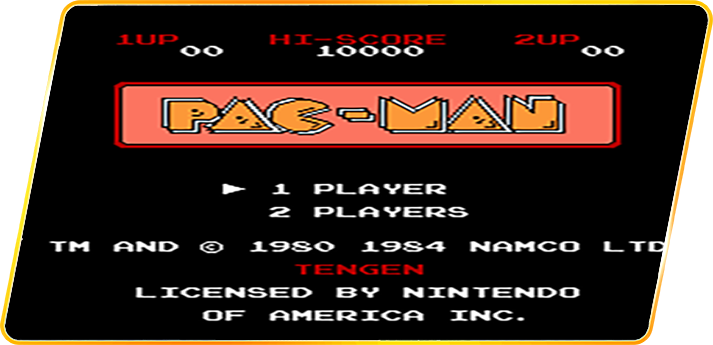 1UP HI-SCORE 2UP
00 10000 00
PAC-MAN
1 PLAYER
2 PLAYERS
TM AND © 1980 1984 NAMCO LTD
TENGEN
LICENSED BY NINTENDO
OF AMERICA INC.